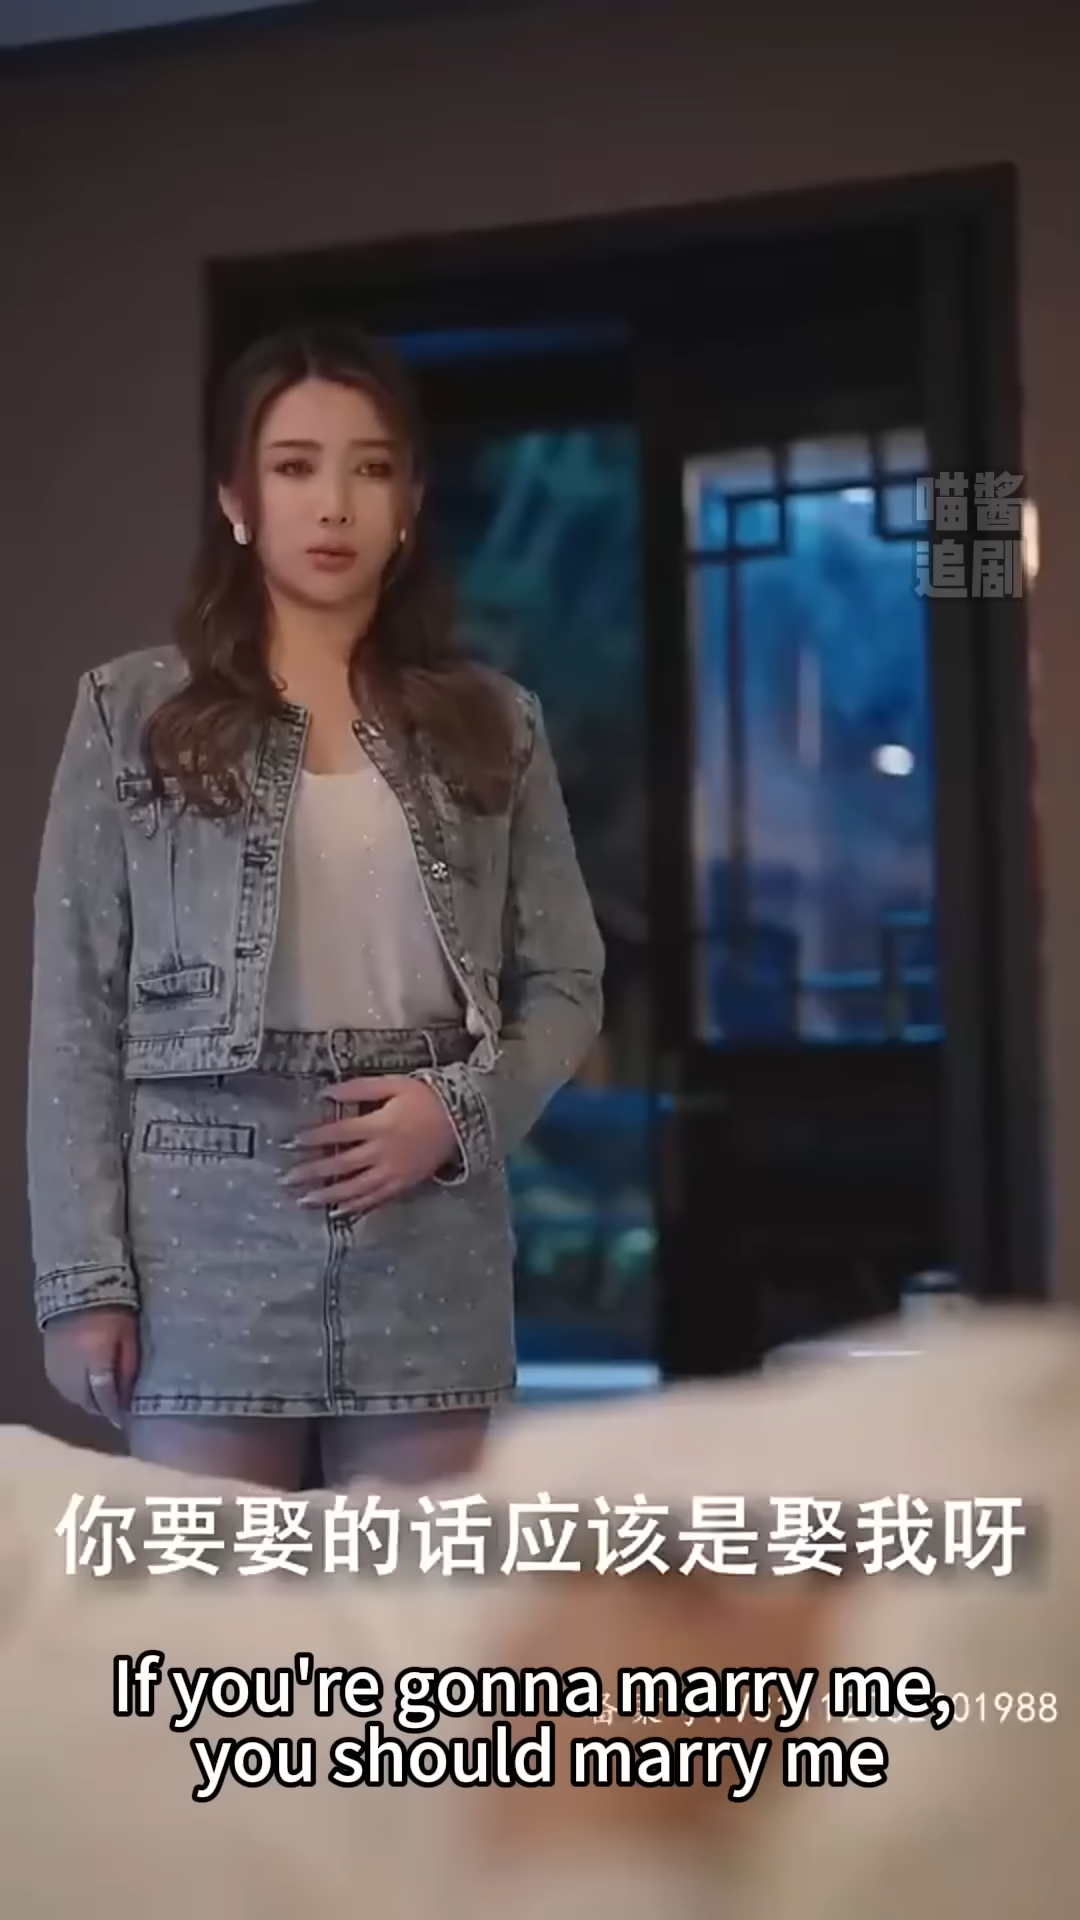 喵酱
追剧
你要娶的话应该是娶我呀
If you're gonna marry me,
01988
you should marry me